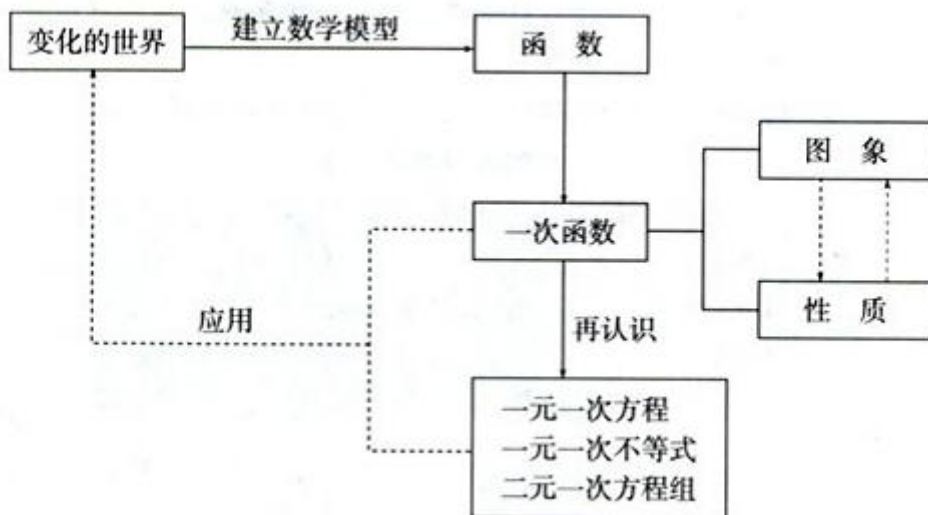 变化的世界
建立数学模型
函 数
图 象
一次函数
性 质
应用
再认识
一元一次方程
一元一次不等式
二元一次方程组